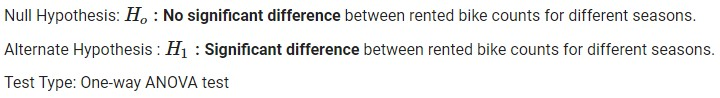 Null Hypothesis: Hₒ : No significant difference between rented bike counts for different seasons.
Alternate Hypothesis : H₁ : Significant difference between rented bike counts for different seasons.
Test Type: One-way ANOVA test